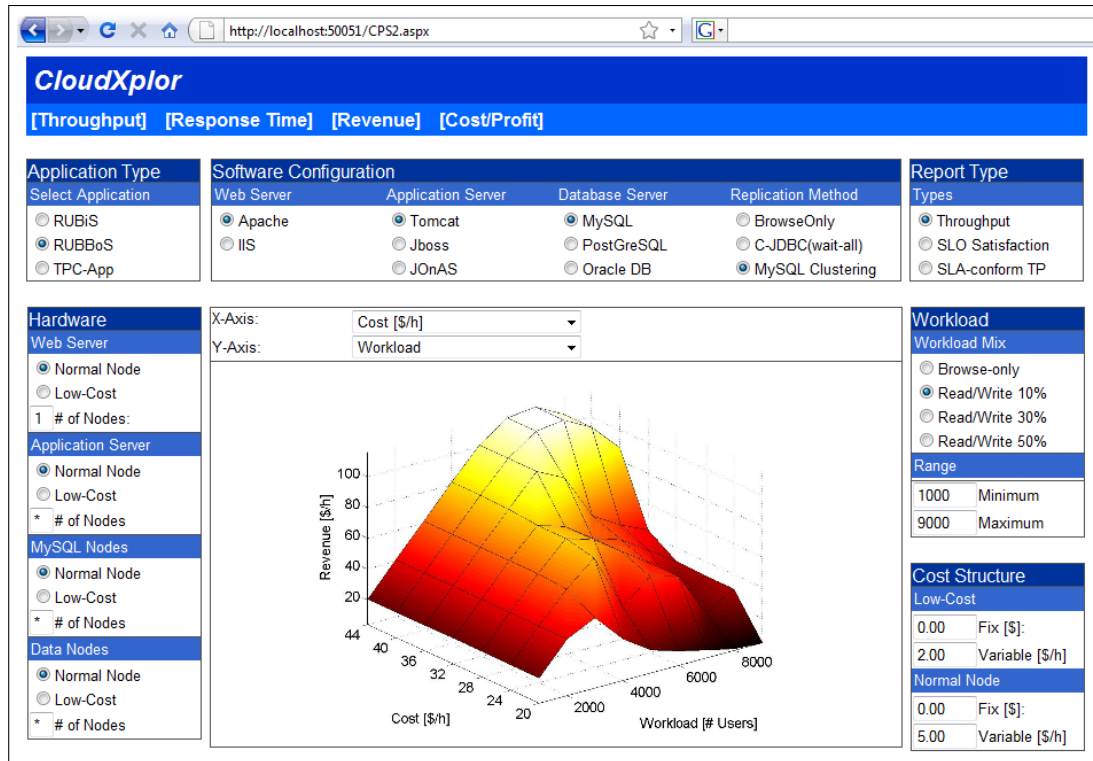 http://localhost:50051/CPS2.aspx
G
CloudXplor
[Throughput] [Response Time] [Revenue] [Cost/Profit]
Application Type
Select Application
RUBiS
RUBBoS
TPC-App
Software Configuration
Web Server Application Server Database Server Replication Method
Apache Tomcat MySQL BrowseOnly
IIS Jboss PostGreSQL C-JDBC(wait-all)
JOnAS Oracle DB MySQL Clustering
Report Type
Types
Throughput
SLO Satisfaction
SLA-conform TP
Hardware
Web Server
Normal Node
Low-Cost
1 # of Nodes:
Application Server
Normal Node
Low-Cost
* # of Nodes
MySQL Nodes
Normal Node
Low-Cost
* # of Nodes
Data Nodes
Normal Node
Low-Cost
* # of Nodes
X-Axis: Cost [$/h]
Y-Axis: Workload
Revenue [$/h]
100
80
60
40
20
44
40
36
32
28
24
20
Cost [$/h]
2000
4000
6000
8000
Workload [# Users]
Workload
Workload Mix
Browse-only
Read/Write 10%
Read/Write 30%
Read/Write 50%
Range
1000 Minimum
9000 Maximum
Cost Structure
Low-Cost
0.00 Fix [$]:
2.00 Variable [$/h]
Normal Node
0.00 Fix [$]:
5.00 Variable [$/h]